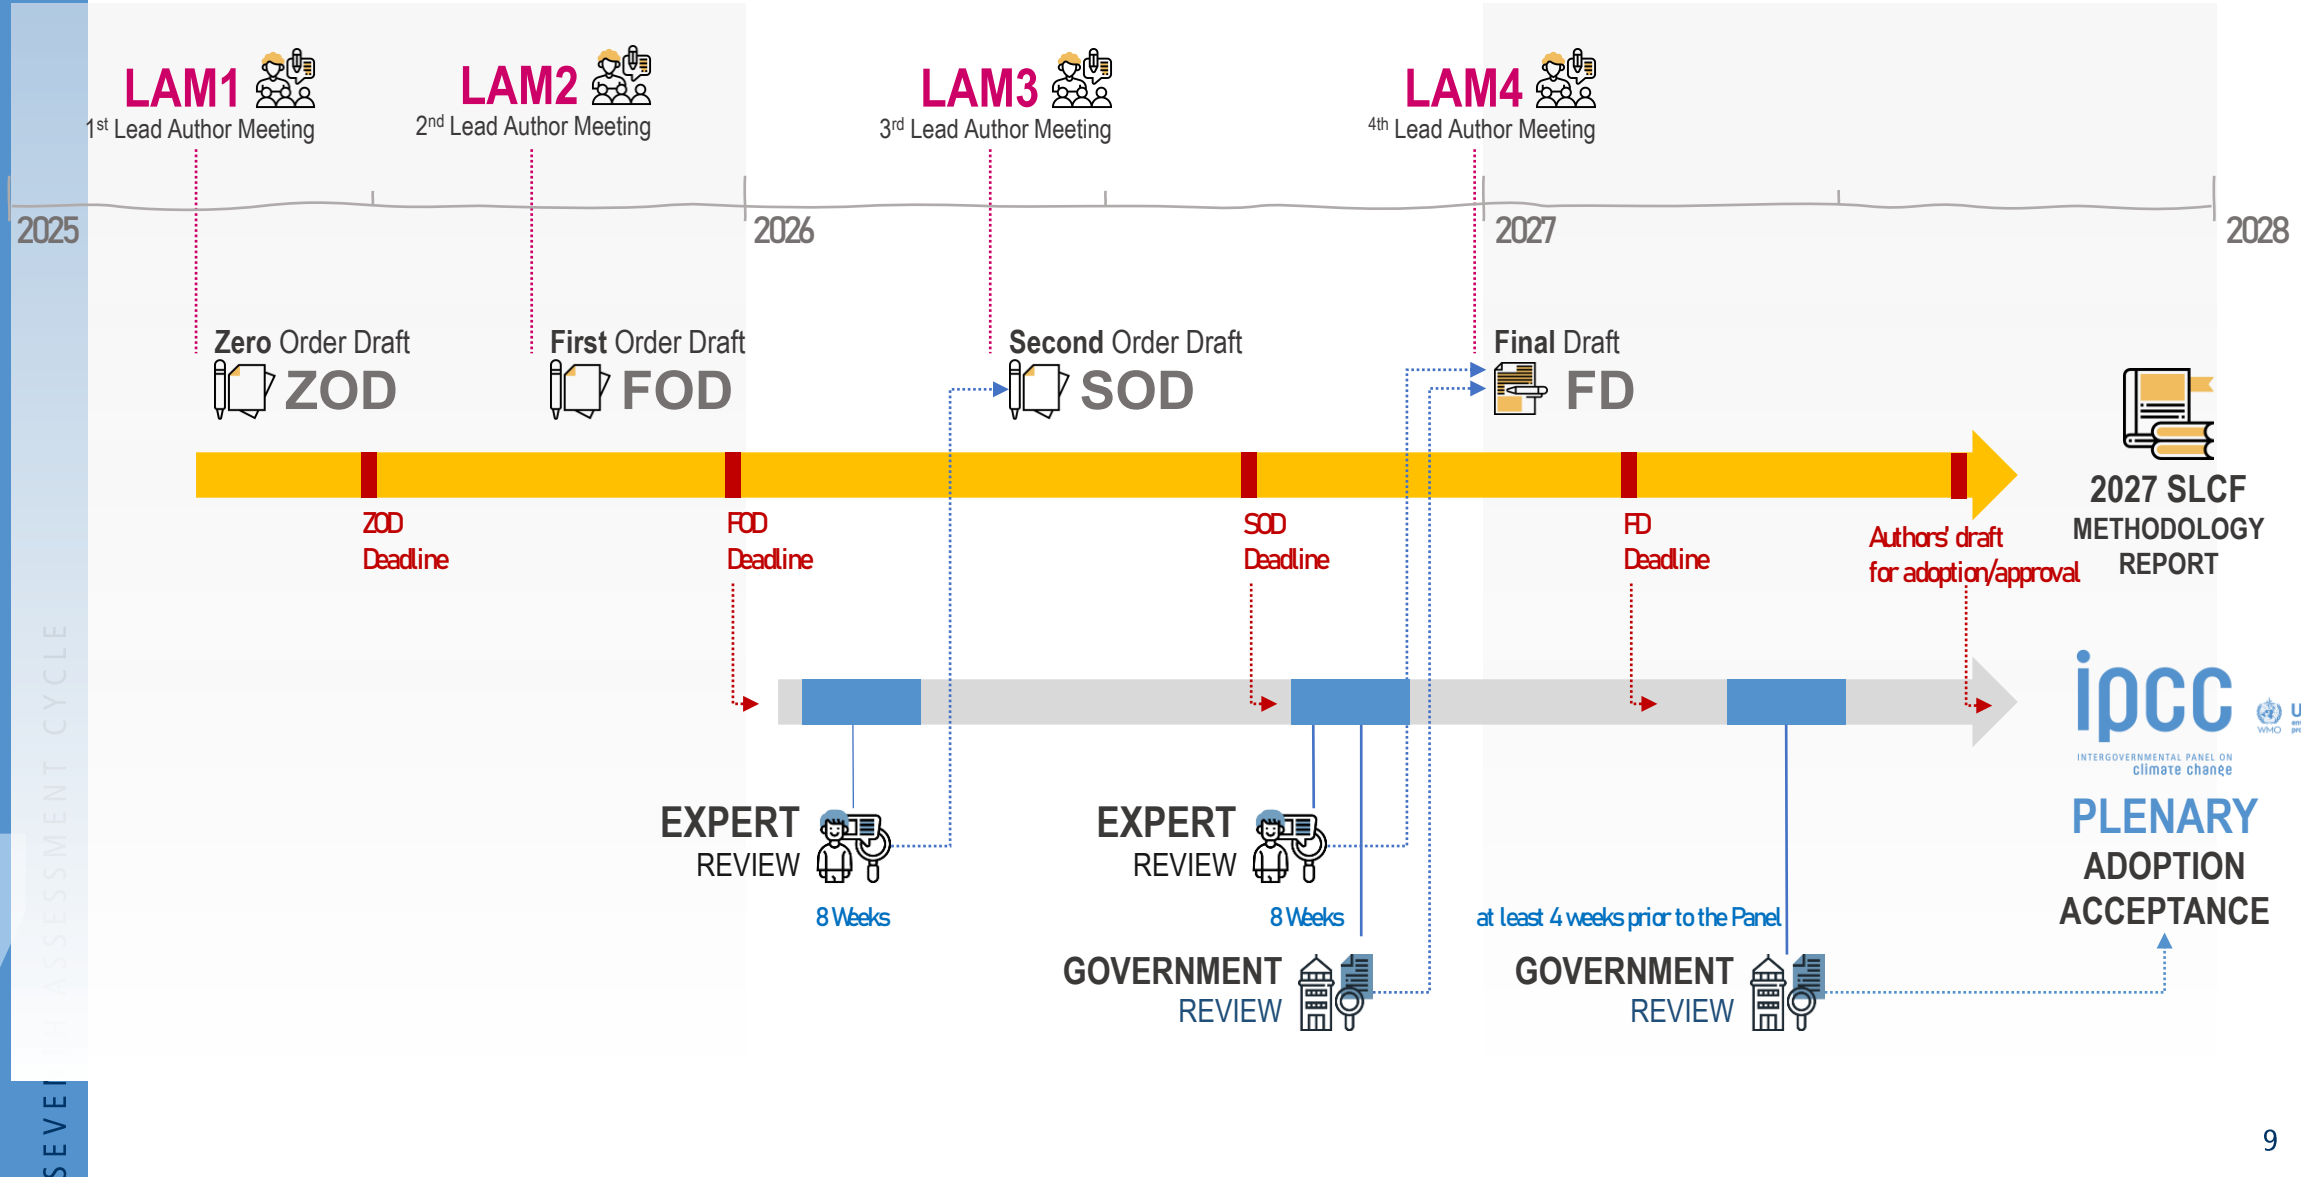 LAM1
1st Lead Author Meeting
LAM2
2nd Lead Author Meeting
LAM3
3rd Lead Author Meeting
LAM4
4th Lead Author Meeting
2025
2026
2027
2028
Zero Order Draft
ZOD
First Order Draft
FOD
Second Order Draft
SOD
Final Draft
FD
ZOD
Deadline
FOD
Deadline
SOD
Deadline
FD
Deadline
Authors' draft
for adoption/approval
2027 SLCF
METHODOLOGY
REPORT
ipcc
INTERGOVERNMENTAL PANEL ON
climate change
WMO
PLENARY
ADOPTION
ACCEPTANCE
EXPERT
REVIEW
8 Weeks
EXPERT
REVIEW
8 Weeks
GOVERNMENT
REVIEW
at least 4 weeks prior to the Panel
GOVERNMENT
REVIEW
SEVENTH ASSESSMENT CYCLE
9